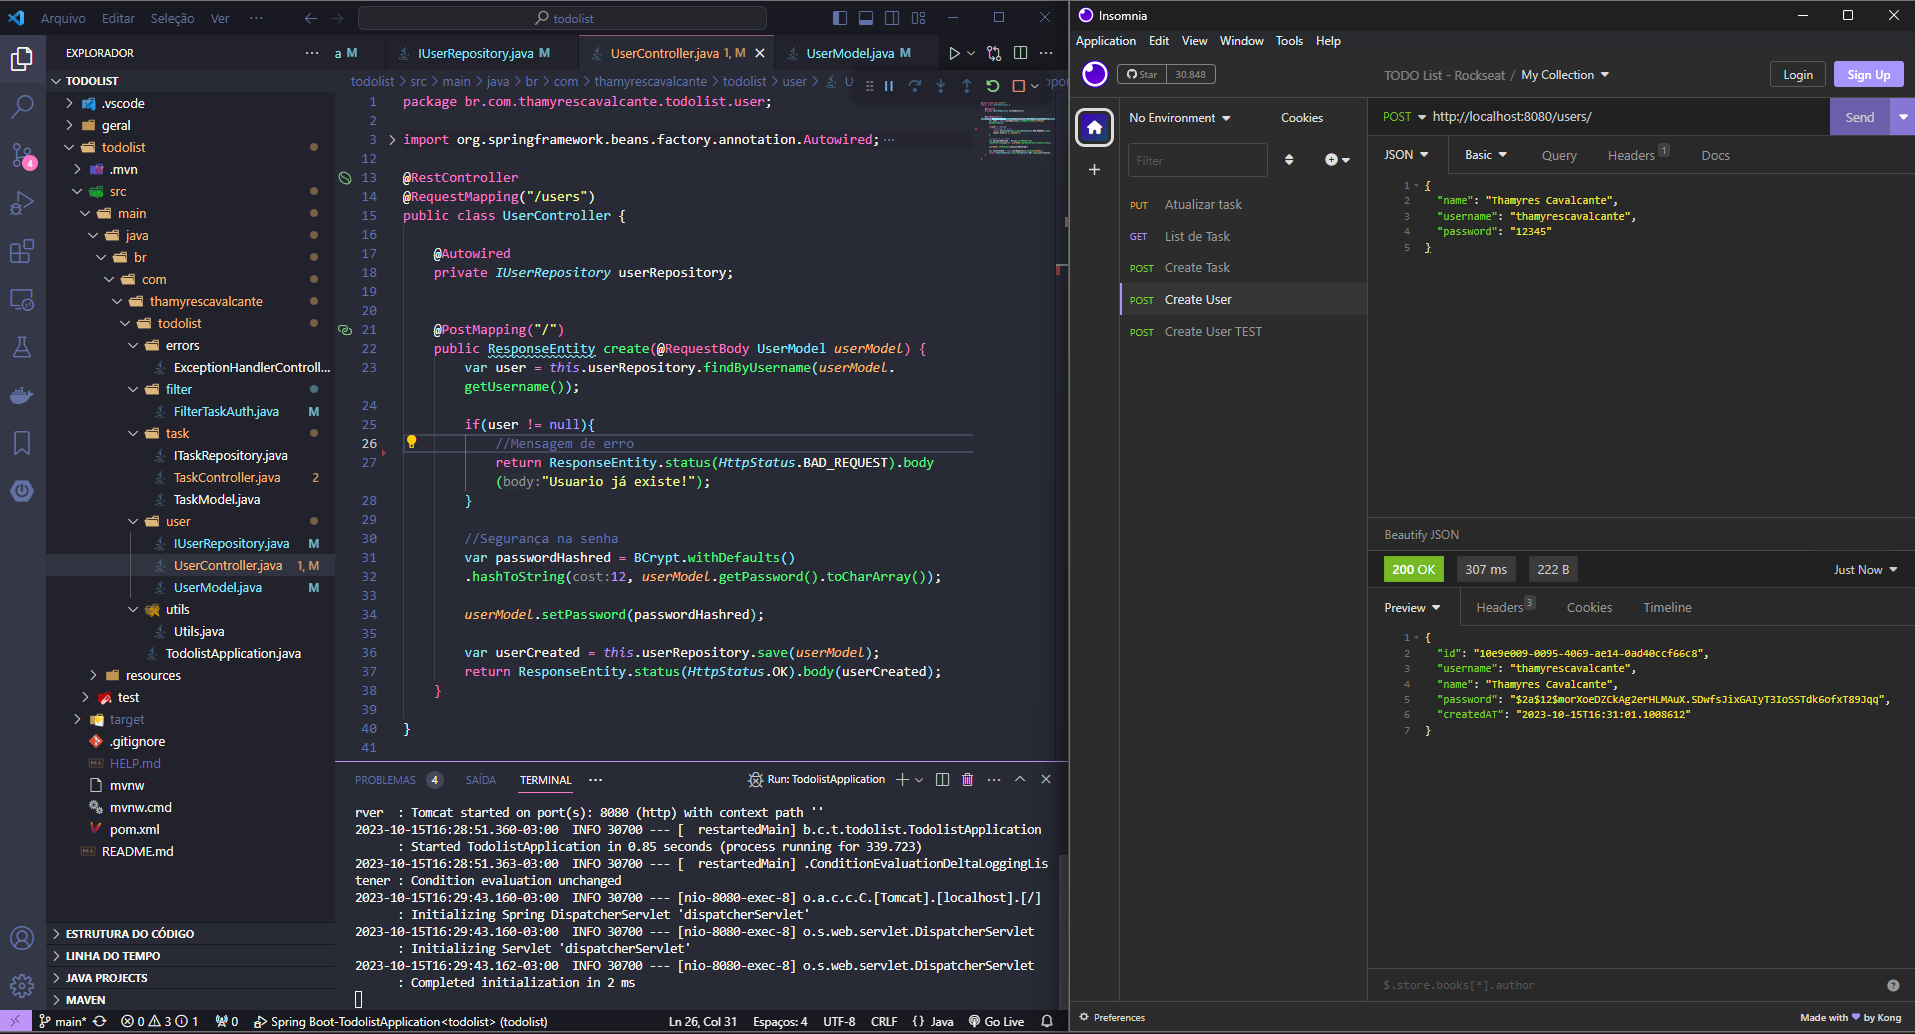 Arquivo Editar Seleção Ver ··· todolist
EXPLORADOR ···
TODOLIST
.vscode
geral
todolist
.mvn
src
main
java
br
com
thamyrescavalcante
todolist
errors
ExceptionHandlerControll...
filter
FilterTaskAuth.java M
task
ITaskRepository.java
TaskController.java 2
TaskModel.java
user
IUserRepository.java M
UserController.java 1, M
UserModel.java M
utils
Utils.java
TodolistApplication.java
resources
test
target
.gitignore
HELP.md
mvnw
mvnw.cmd
pom.xml
README.md
ESTRUTURA DO CÓDIGO
LINHA DO TEMPO
JAVA PROJECTS
MAVEN
4
a M IUserRepository.java M UserController.java 1, M UserModel.java M
todolist > src > main > java > br > com > thamyrescavalcante > todolist > user > U
1 package br.com.thamyrescavalcante.todolist.user;
2
3 import org.springframework.beans.factory.annotation.Autowired; ···
12
13 @RestController
14 @RequestMapping("/users")
15 public class UserController {
16
17 @Autowired
18 private IUserRepository userRepository;
19
20
21 @PostMapping("/")
22 public ResponseEntity create(@RequestBody UserModel userModel) {
23 var user = this.userRepository.findByUsername(userModel.
getUsername());
24
25 if(user != null){
26 //Mensagem de erro
27 return ResponseEntity.status(HttpStatus.BAD_REQUEST).body
(body:"Usuario já existe!");
28 }
29
30 //Segurança na senha
31 var passwordHashred = BCrypt.withDefaults()
32 .hashToString(cost:12, userModel.getPassword().toCharArray());
33
34 userModel.setPassword(passwordHashred);
35
36 var userCreated = this.userRepository.save(userModel);
37 return ResponseEntity.status(HttpStatus.OK).body(userCreated);
38 }
39
40 }
41
PROBLEMAS 4 SAÍDA TERMINAL ··· Run: TodolistApplication
rver : Tomcat started on port(s): 8080 (http) with context path ''
2023-10-15T16:28:51.360-03:00 INFO 30700 --- [ restartedMain] b.c.t.todolist.TodolistApplication
: Started TodolistApplication in 0.85 seconds (process running for 339.723)
2023-10-15T16:28:51.363-03:00 INFO 30700 --- [ restartedMain] .ConditionEvaluationDeltaLoggingLis
tener : Condition evaluation unchanged
2023-10-15T16:29:43.160-03:00 INFO 30700 --- [nio-8080-exec-8] o.a.c.c.C.[Tomcat].[localhost].[/]
: Initializing Spring DispatcherServlet 'dispatcherServlet'
2023-10-15T16:29:43.160-03:00 INFO 30700 --- [nio-8080-exec-8] o.s.web.servlet.DispatcherServlet
: Initializing Servlet 'dispatcherServlet'
2023-10-15T16:29:43.162-03:00 INFO 30700 --- [nio-8080-exec-8] o.s.web.servlet.DispatcherServlet
: Completed initialization in 2 ms
main* 0 3 1 0 Spring Boot-TodolistApplication<todolist> (todolist) Ln 26, Col 31 Espaços: 4 UTF-8 CRLF {} Java Go Live
Insomnia
Application Edit View Window Tools Help
Star 30.848 TODO List - Rockseat / My Collection Login Sign Up
No Environment Cookies
Filter
PUT Atualizar task
GET List de Task
POST Create Task
POST Create User
POST Create User TEST
POST http://localhost:8080/users/ Send
JSON Basic Query Headers 1 Docs
1 {
2 "name": "Thamyres Cavalcante",
3 "username": "thamyrescavalcante",
4 "password": "12345"
5 }
Beautify JSON
200 OK 307 ms 222 B Just Now
Preview Headers 3 Cookies Timeline
1 {
2 "id": "10e9e009-0095-4069-ae14-0ad40ccf66c8",
3 "username": "thamyrescavalcante",
4 "name": "Thamyres Cavalcante",
5 "password": "$2a$12$morXoeDZCkAg2erHLMAuX.SDwfsJixGAIyT3IoSSTdk6ofxT89Jqq",
6 "createdAT": "2023-10-15T16:31:01.1008612"
7 }
$.store.books[*].author
Preferences Made with by Kong